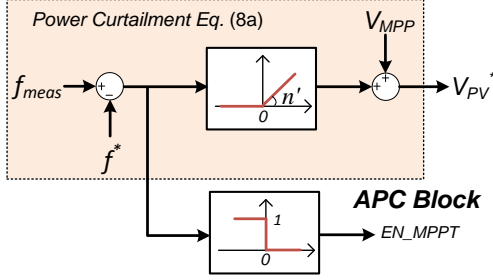 Power Curtailment Eq. (8a)
V_MPP
f_meas
+
−
n'
0
+
+
V_PV*
f*
APC Block
1
0
EN_MPPT